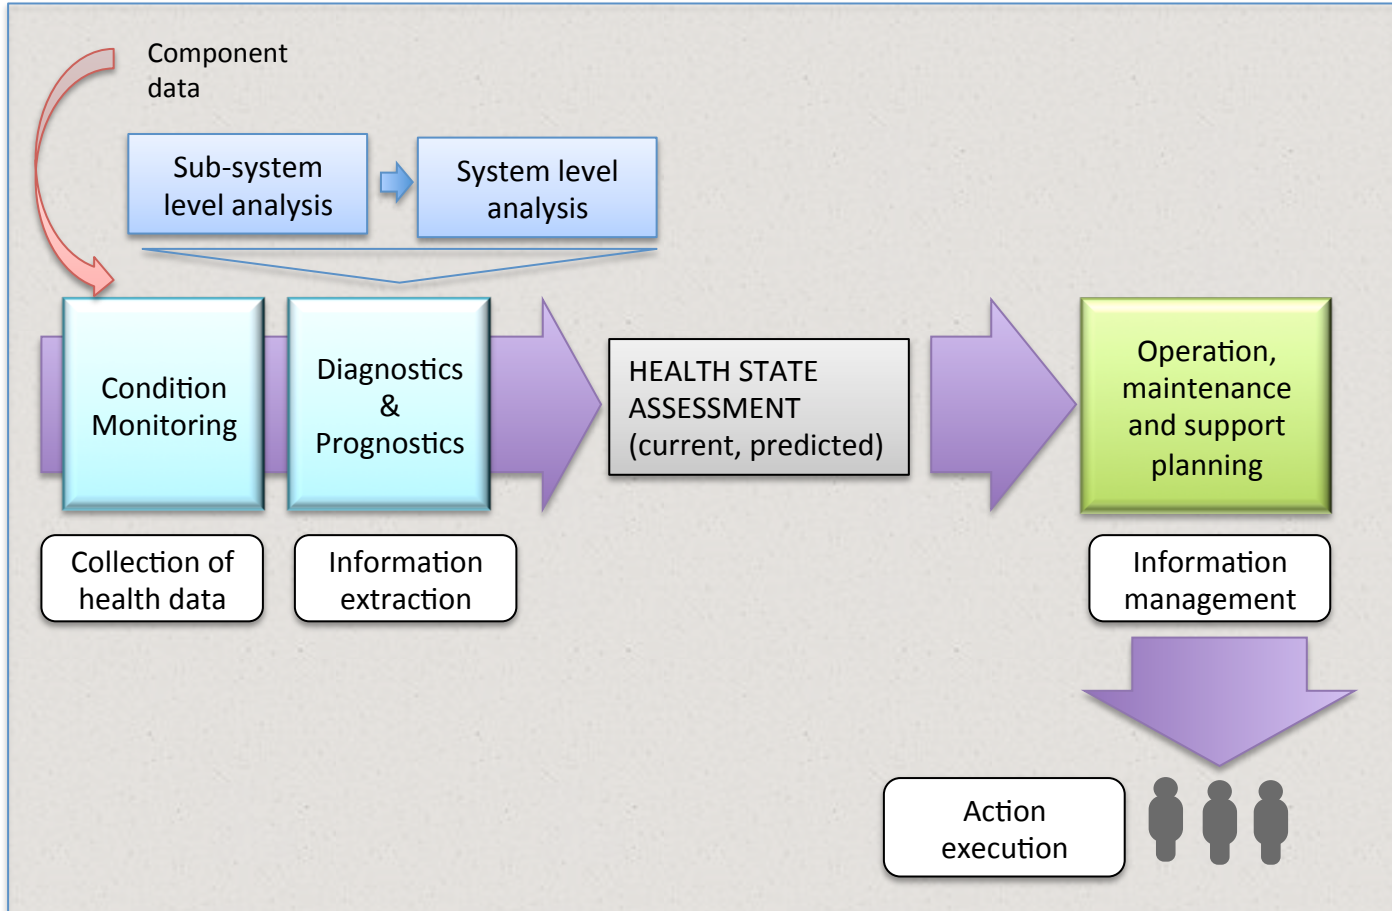 Component
data
Sub-system
level analysis
System level
analysis
Condition
Monitoring
Diagnostics
&
Prognostics
HEALTH STATE
ASSESSMENT
(current, predicted)
Operation,
maintenance
and support
planning
Collection of
health data
Information
extraction
Information
management
Action
execution